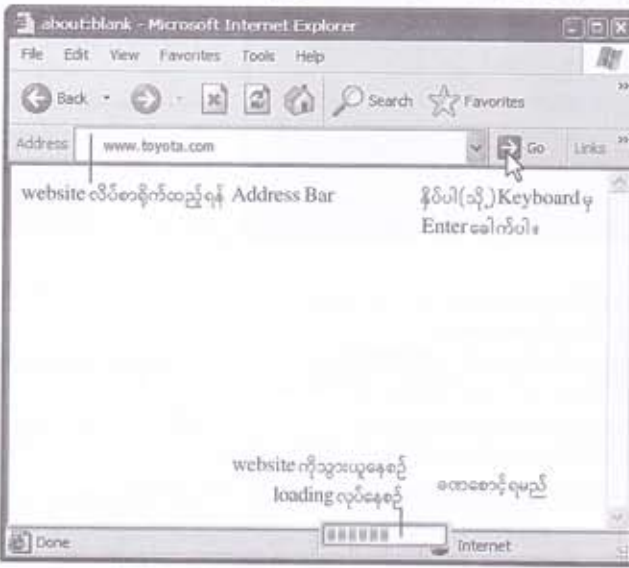 about:blank - Microsoft Internet Explorer
File Edit View Favorites Tools Help
Back Search Favorites
Address www.toyota.com Go Links
website လိပ်စာရိုက်ထည့်ရန် Address Bar
နှိပ်ပါ(သို့) Keyboard မှ
Enter ခေါက်ပါ။
website ကိုသွားယူနေစဉ်
loading လုပ်နေစဉ်
ခဏစောင့်ရမည်
Done Internet